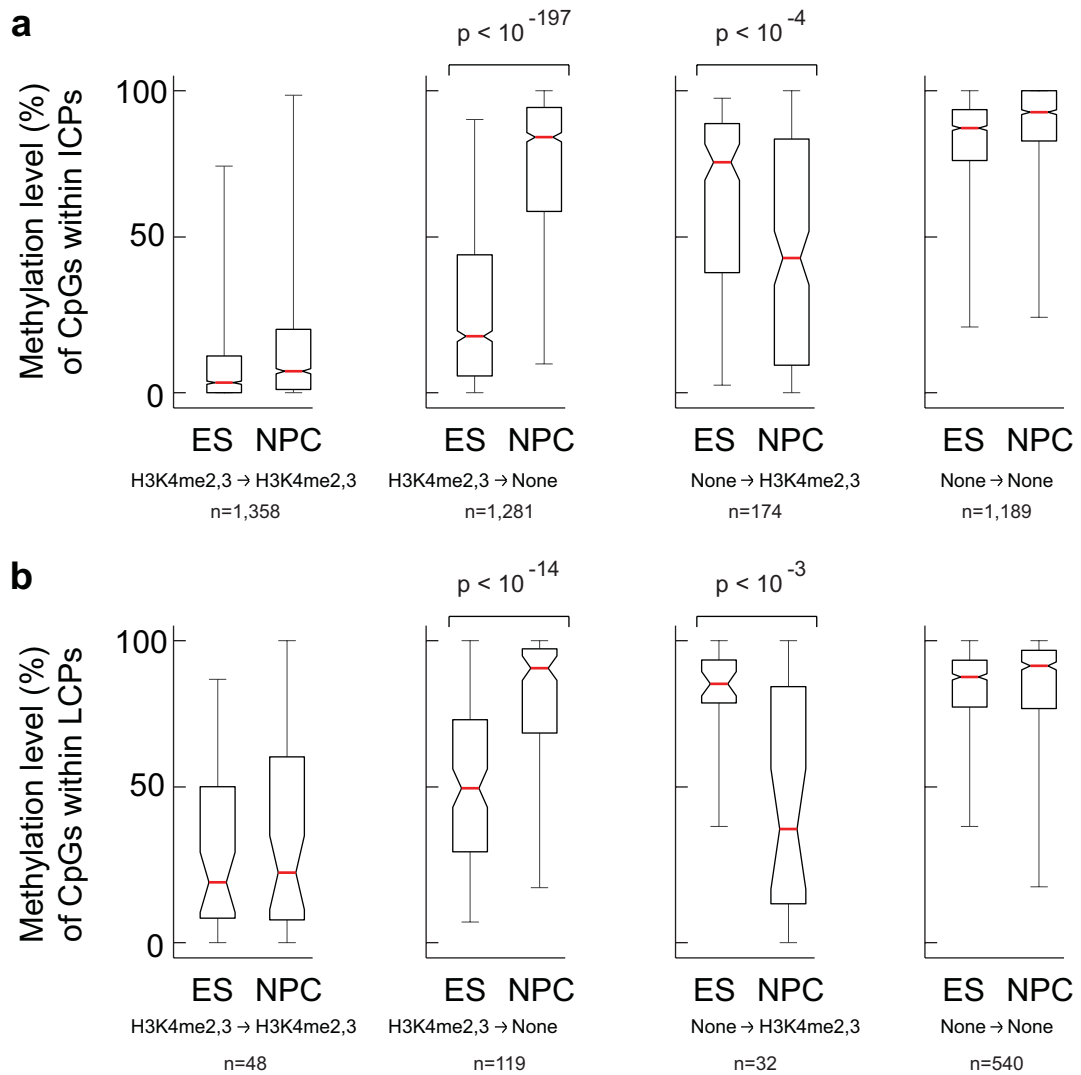 a
p < 10 -197
p < 10 -4
Methylation level (%)
of CpGs within ICPs
100
50
0
ES NPC
ES NPC
ES NPC
ES NPC
H3K4me2,3 → H3K4me2,3
H3K4me2,3 → None
None → H3K4me2,3
None → None
n=1,358
n=1,281
n=174
n=1,189
b
p < 10 -14
p < 10 -3
Methylation level (%)
of CpGs within LCPs
100
50
0
ES NPC
ES NPC
ES NPC
ES NPC
H3K4me2,3 → H3K4me2,3
H3K4me2,3 → None
None → H3K4me2,3
None → None
n=48
n=119
n=32
n=540